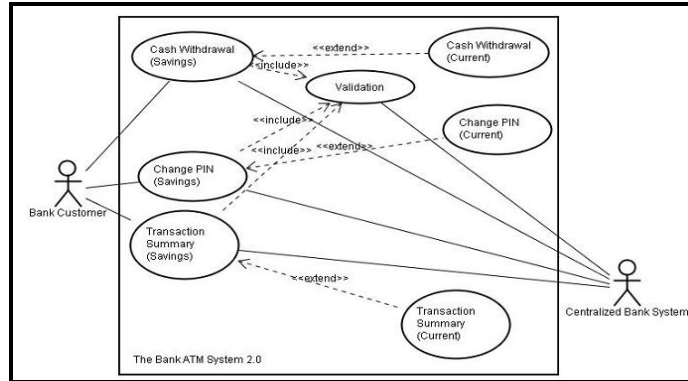 Cash Withdrawal
(Savings)
<<extend>>
Cash Withdrawal
(Current)
<<include>>
Validation
<<include>>
Change PIN
(Current)
<<include>>
<<extend>>
Change PIN
(Savings)
Bank Customer
Transaction
Summary
(Savings)
<<extend>>
Centralized Bank System
Transaction
Summary
(Current)
The Bank ATM System 2.0